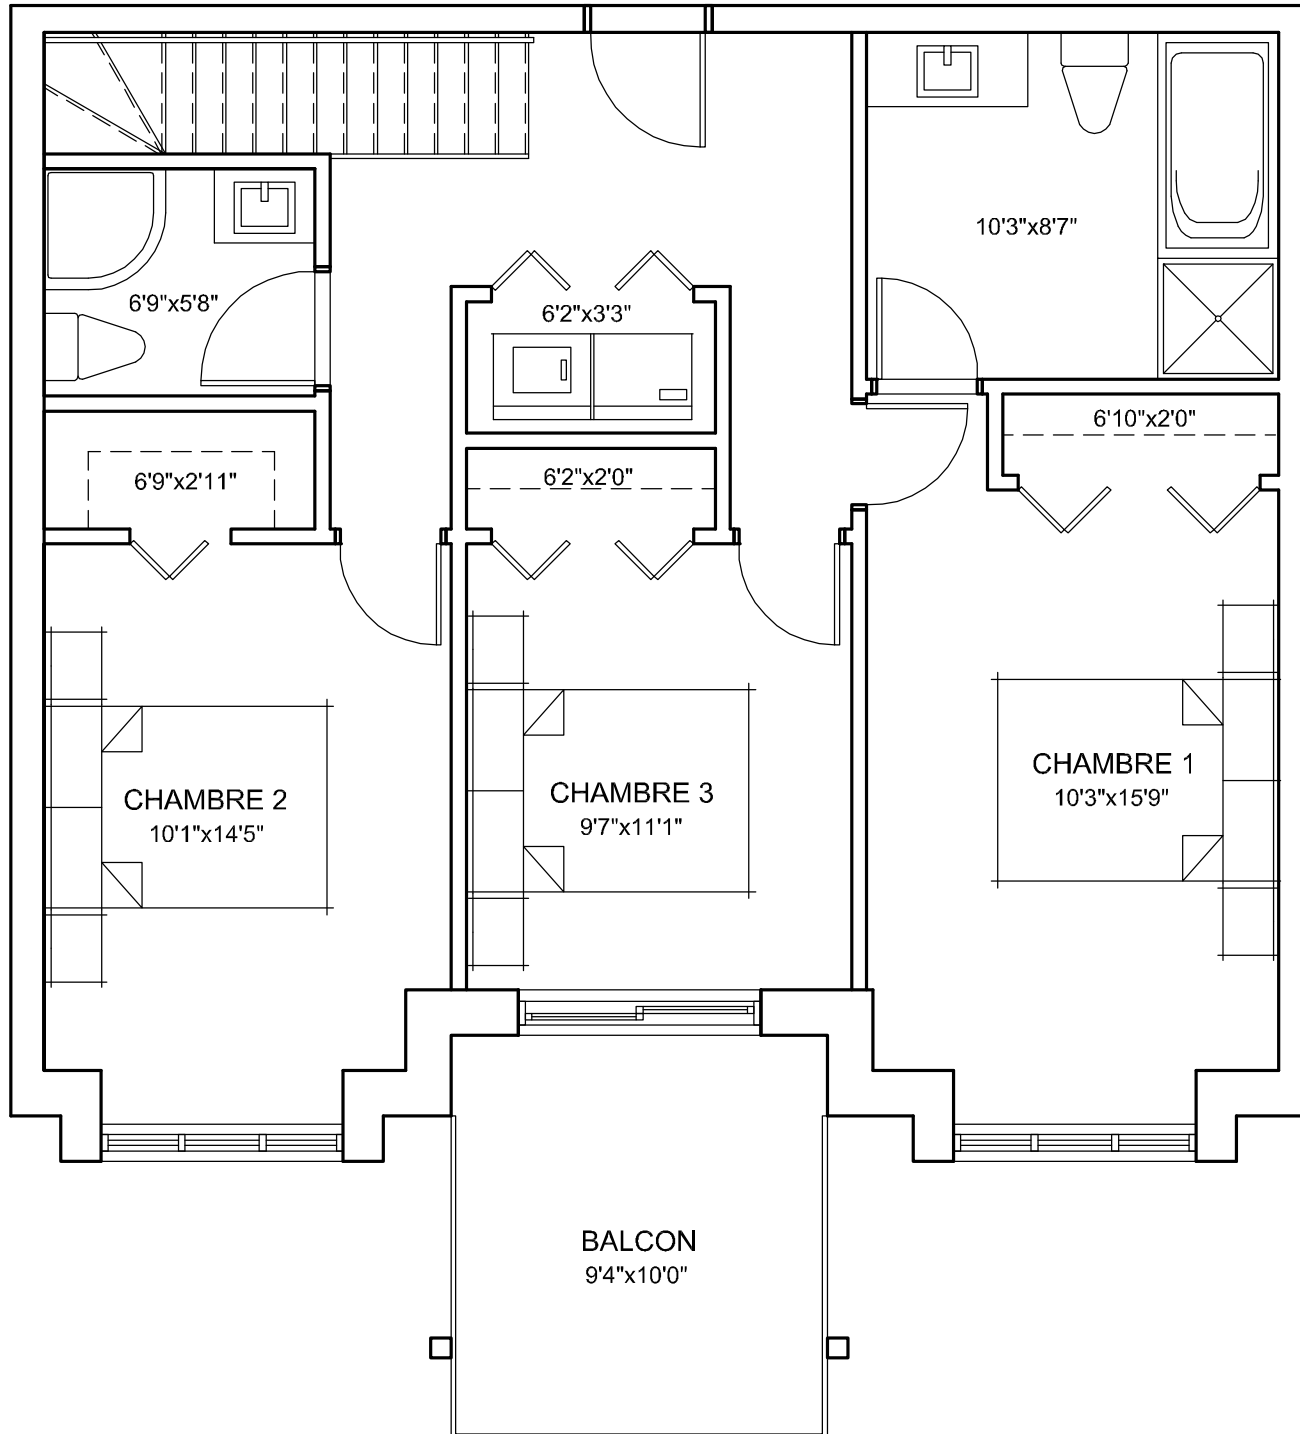 10'3"x8'7"
6'9"x5'8"
6'2"x3'3"
6'10"x2'0"
6'9"x2'11"
6'2"x2'0"
CHAMBRE 1
10'3"x15'9"
CHAMBRE 2
10'1"x14'5"
CHAMBRE 3
9'7"x11'1"
BALCON
9'4"x10'0"